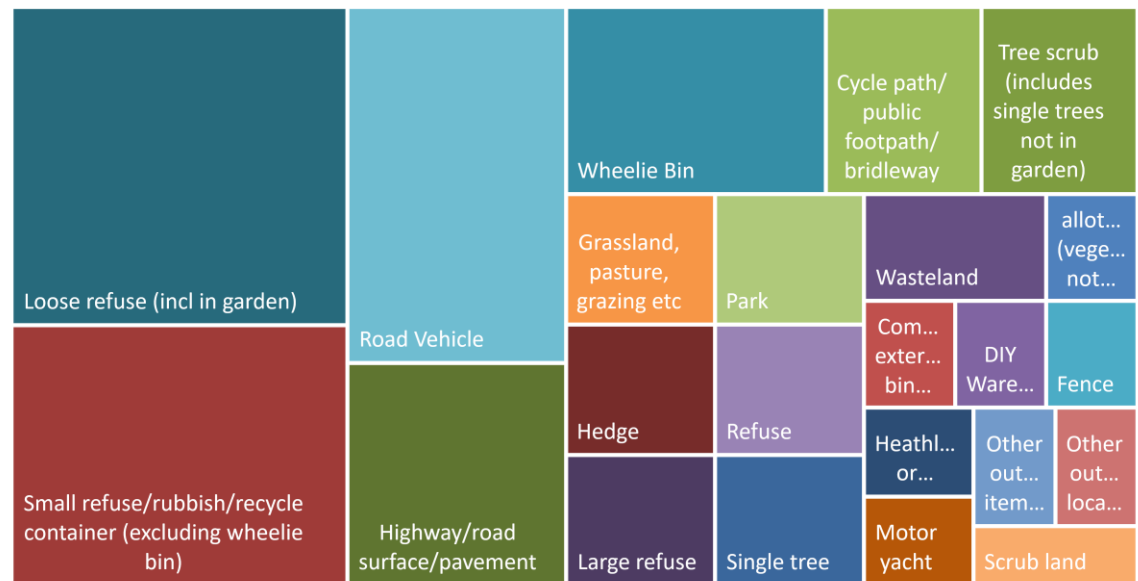 Loose refuse (incl in garden)
Small refuse/rubbish/recycle
container (excluding wheelie
bin)
Road Vehicle
Highway/road
surface/pavement
Wheelie Bin
Cycle path/
public
footpath/
bridleway
Tree scrub
(includes
single trees
not in
garden)
Grassland,
pasture,
grazing etc
Park
Hedge
Refuse
Large refuse
Single tree
Wasteland
allot...
(vege...
not...
Com...
exter...
bin...
DIY
Ware...
Fence
Heathl...
or...
Other
out...
item...
Other
out...
loca...
Motor
yacht
Scrub land